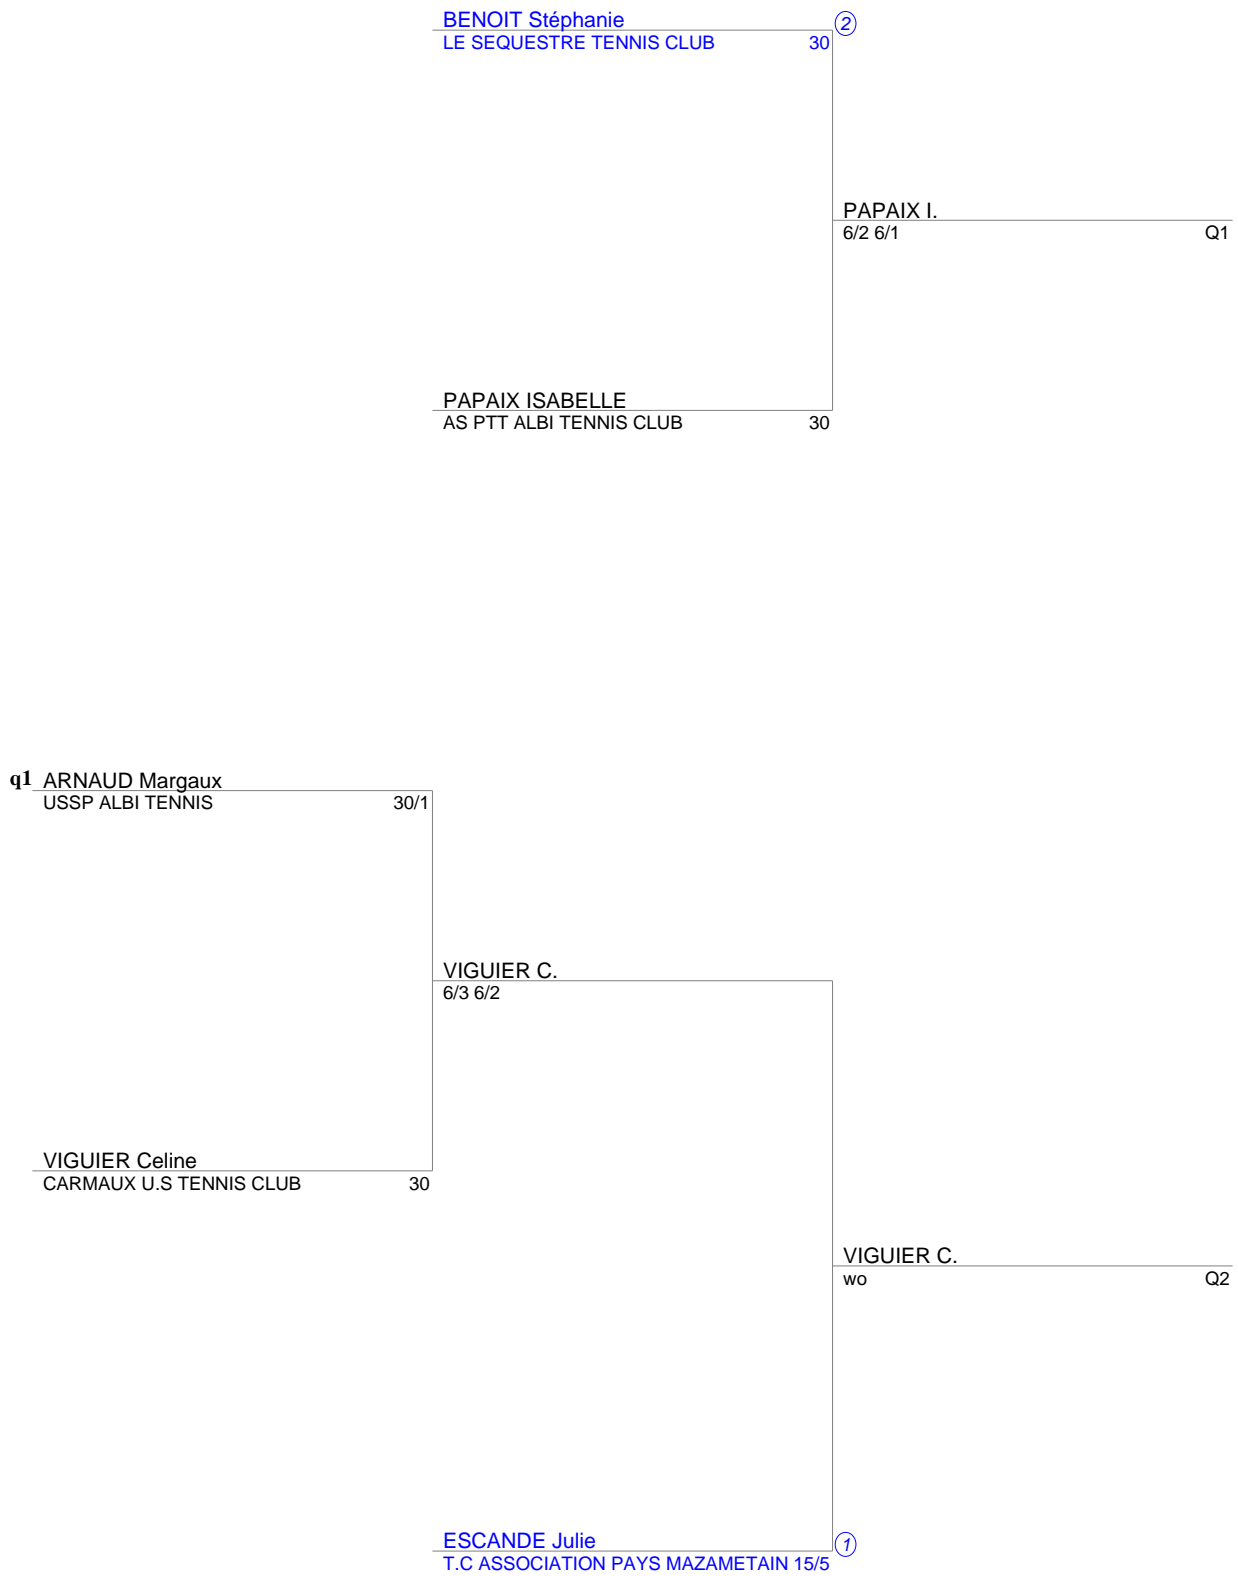 BENOIT Stéphanie 2
LE SEQUESTRE TENNIS CLUB 30
PAPAIX I.
6/2 6/1 Q1
PAPAIX ISABELLE
AS PTT ALBI TENNIS CLUB 30
q1 ARNAUD Margaux
USSP ALBI TENNIS 30/1
VIGUIER C.
6/3 6/2
VIGUIER Celine
CARMAUX U.S TENNIS CLUB 30
VIGUIER C.
wo Q2
ESCANDE Julie 1
T.C ASSOCIATION PAYS MAZAMETAIN 15/5